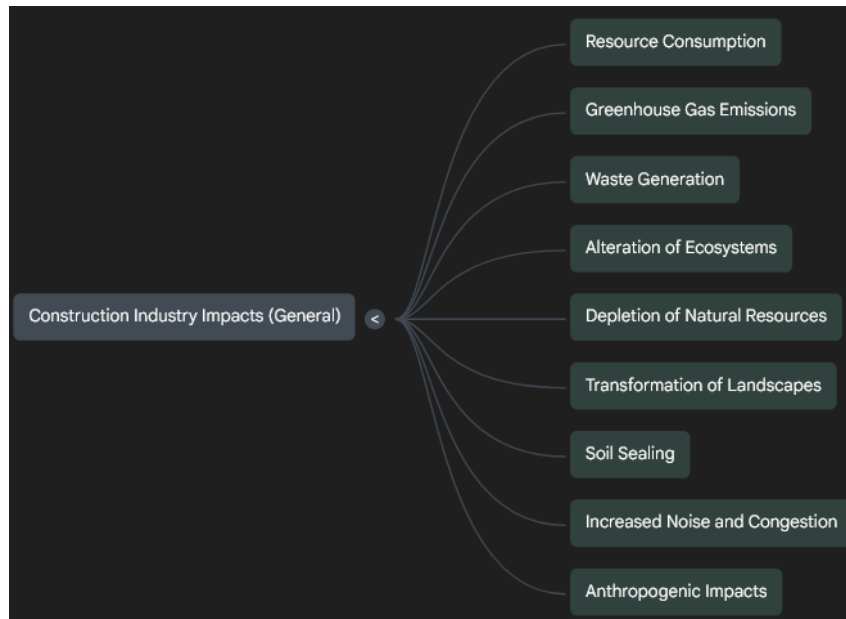 Construction Industry Impacts (General)
<
Resource Consumption
Greenhouse Gas Emissions
Waste Generation
Alteration of Ecosystems
Depletion of Natural Resources
Transformation of Landscapes
Soil Sealing
Increased Noise and Congestion
Anthropogenic Impacts